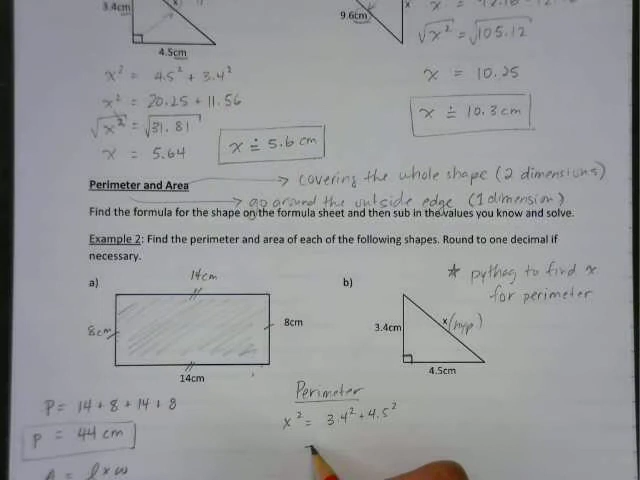 3.4cm
4.5cm
x² = 4.5² + 3.4²
x² = 20.25 + 11.56
√x² = √31.81
x = 5.64
x ≐ 5.6 cm
9.6cm
x
√x² = √105.12
x = 10.25
x ≐ 10.3 cm
Perimeter and Area → covering the whole shape (2 dimensions)
→ go around the outside edge (1 dimension)
Find the formula for the shape on the formula sheet and then sub in the values you know and solve.
Example 2: Find the perimeter and area of each of the following shapes. Round to one decimal if
necessary.
a)
14cm
8cm
8cm
14cm
P = 14 + 8 + 14 + 8
P = 44 cm
A = l x w
b)
* pythag to find x
for perimeter
3.4cm
x (hyp)
4.5cm
Perimeter
x² = 3.4² + 4.5²